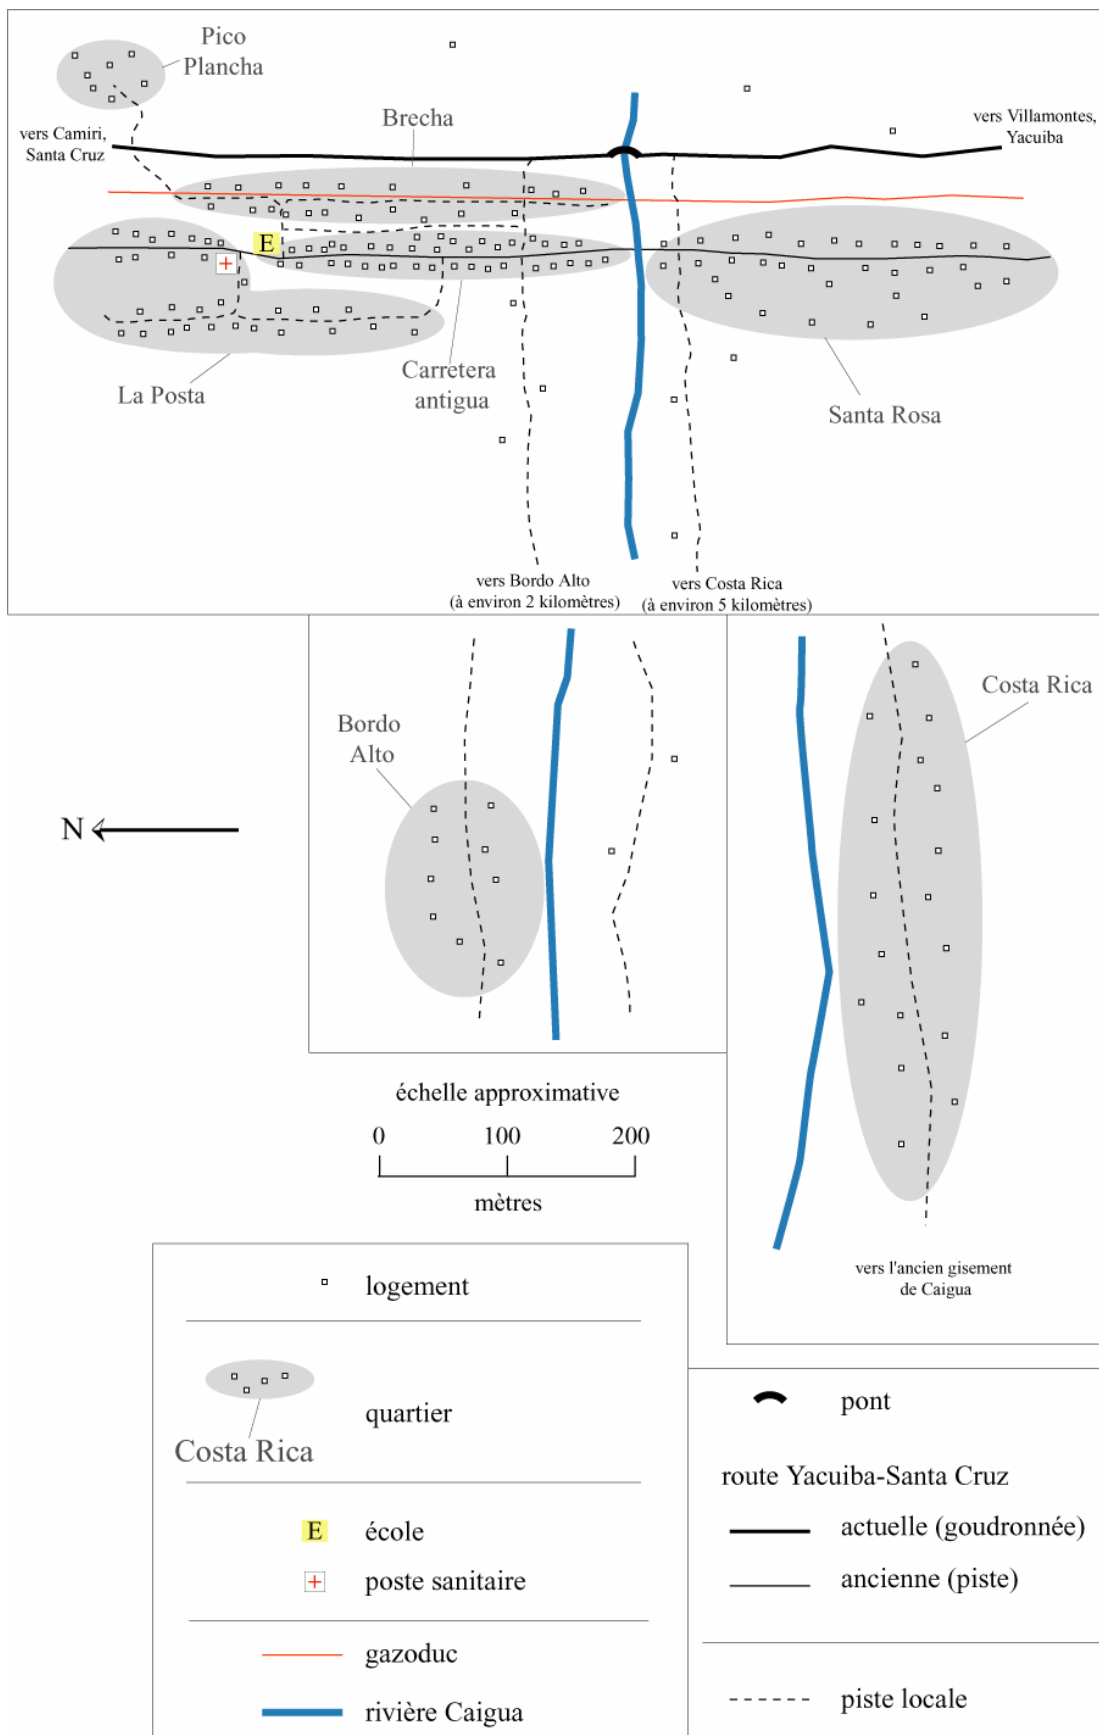 Pico
Plancha
Brecha
vers Camiri,
Santa Cruz
vers Villamontes,
Yacuiba
E
La Posta
Carretera
antigua
Santa Rosa
vers Bordo Alto
(à environ 2 kilomètres)
vers Costa Rica
(à environ 5 kilomètres)
Bordo
Alto
Costa Rica
N
échelle approximative
0 100 200
mètres
vers l'ancien gisement
de Caigua
logement
quartier
Costa Rica
E école
poste sanitaire
gazoduc
rivière Caigua
pont
route Yacuiba-Santa Cruz
actuelle (goudronnée)
ancienne (piste)
piste locale